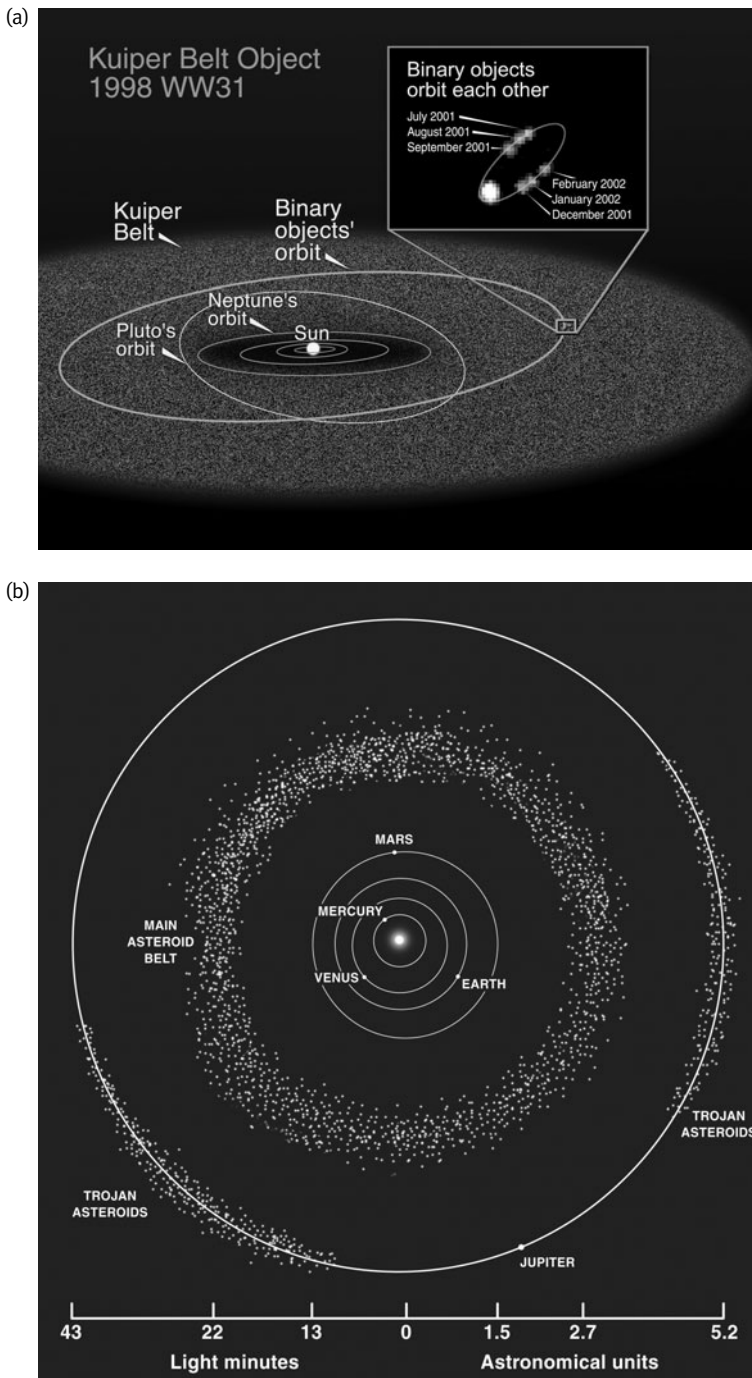 (a)
Kuiper Belt Object
1998 WW31
Binary objects
orbit each other
July 2001
August 2001
September 2001
February 2002
January 2002
December 2001
Kuiper
Belt
Binary
objects'
orbit
Neptune's
orbit
Pluto's
orbit
Sun
(b)
MARS
MERCURY
MAIN
ASTEROID
BELT
VENUS
EARTH
TROJAN
ASTEROIDS
TROJAN
ASTEROIDS
JUPITER
43 22 13 0 1.5 2.7 5.2
Light minutes Astronomical units